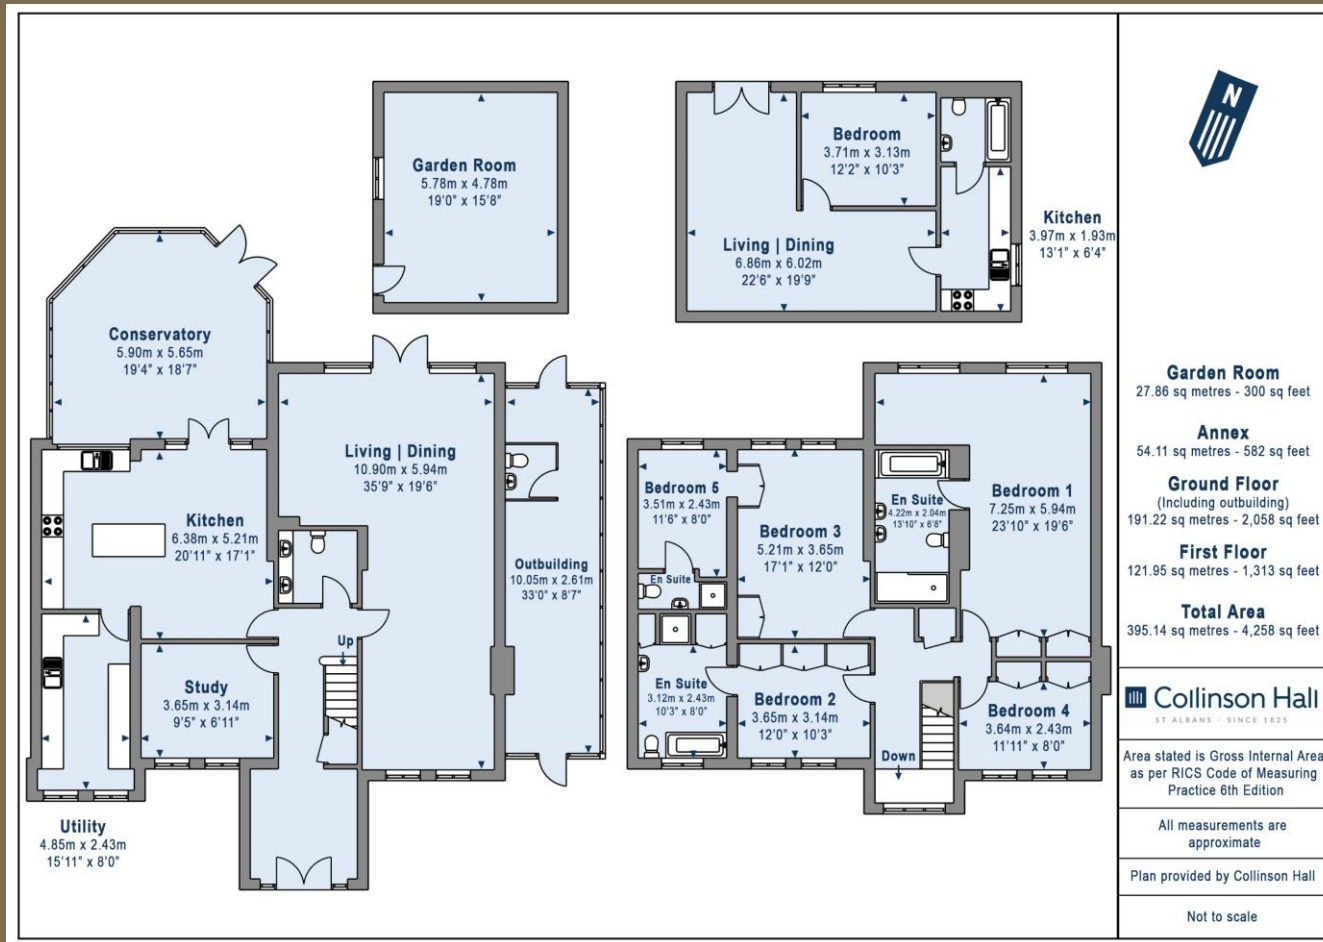 Garden Room
5.78m x 4.78m
19'0" x 15'8"
Bedroom
3.71m x 3.13m
12'2" x 10'3"
Living | Dining
6.86m x 6.02m
22'6" x 19'9"
Kitchen
3.97m x 1.93m
13'1" x 6'4"
Conservatory
5.90m x 5.65m
19'4" x 18'7"
Living | Dining
10.90m x 5.94m
35'9" x 19'6"
Kitchen
6.38m x 5.21m
20'11" x 17'1"
Outbuilding
10.05m x 2.61m
33'0" x 8'7"
Up
Study
3.65m x 3.14m
9'5" x 6'11"
Utility
4.85m x 2.43m
15'11" x 8'0"
Bedroom 5
3.51m x 2.43m
11'6" x 8'0"
Bedroom 3
5.21m x 3.65m
17'1" x 12'0"
En Suite
4.22m x 2.04m
13'10" x 6'8"
Bedroom 1
7.25m x 5.94m
23'10" x 19'6"
En Suite
En Suite
3.12m x 2.43m
10'3" x 8'0"
Bedroom 2
3.65m x 3.14m
12'0" x 10'3"
Bedroom 4
3.64m x 2.43m
11'11" x 8'0"
Down
N
Garden Room
27.86 sq metres - 300 sq feet
Annex
54.11 sq metres - 582 sq feet
Ground Floor
(Including outbuilding)
191.22 sq metres - 2,058 sq feet
First Floor
121.95 sq metres - 1,313 sq feet
Total Area
395.14 sq metres - 4,258 sq feet
Collinson Hall
ST ALBANS - SINCE 1825
Area stated is Gross Internal Area
as per RICS Code of Measuring
Practice 6th Edition
All measurements are
approximate
Plan provided by Collinson Hall
Not to scale